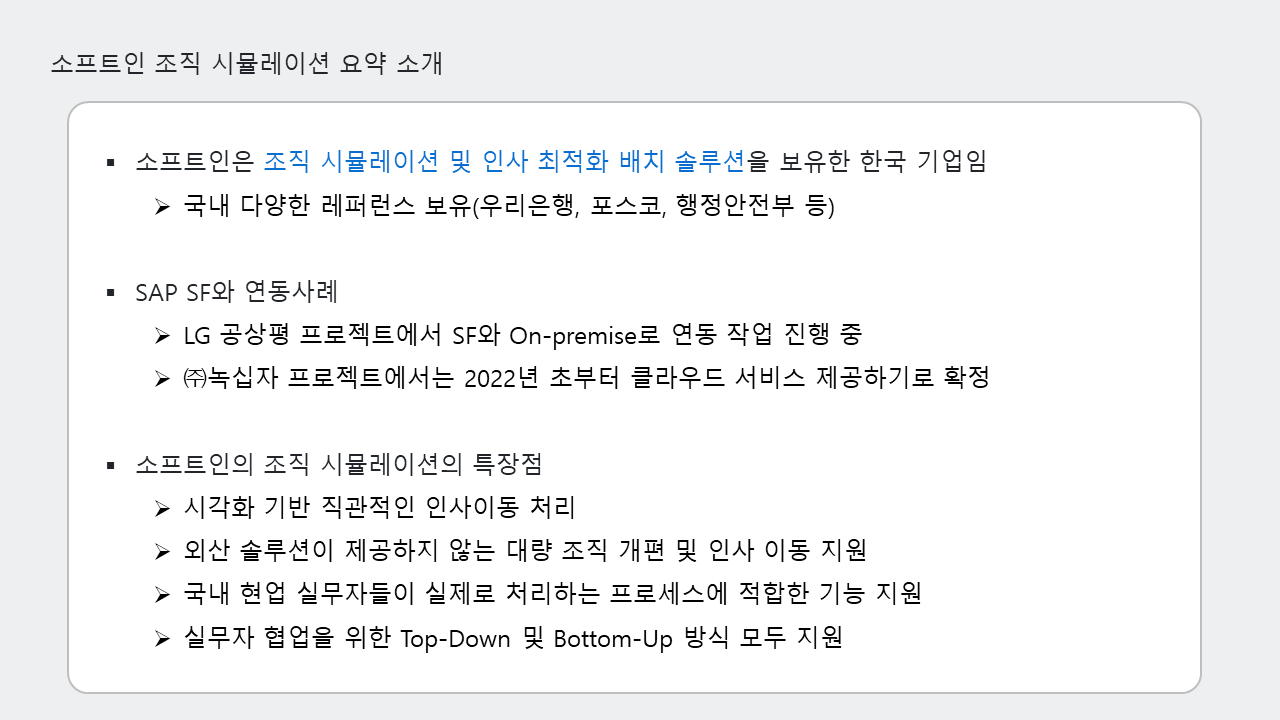 소프트인 조직 시뮬레이션 요약 소개
▪ 소프트인은 조직 시뮬레이션 및 인사 최적화 배치 솔루션을 보유한 한국 기업임
➢ 국내 다양한 레퍼런스 보유(우리은행, 포스코, 행정안전부 등)
▪ SAP SF와 연동사례
➢ LG 공상평 프로젝트에서 SF와 On-premise로 연동 작업 진행 중
➢ ㈜녹십자 프로젝트에서는 2022년 초부터 클라우드 서비스 제공하기로 확정
▪ 소프트인의 조직 시뮬레이션의 특장점
➢ 시각화 기반 직관적인 인사이동 처리
➢ 외산 솔루션이 제공하지 않는 대량 조직 개편 및 인사 이동 지원
➢ 국내 현업 실무자들이 실제로 처리하는 프로세스에 적합한 기능 지원
➢ 실무자 협업을 위한 Top-Down 및 Bottom-Up 방식 모두 지원